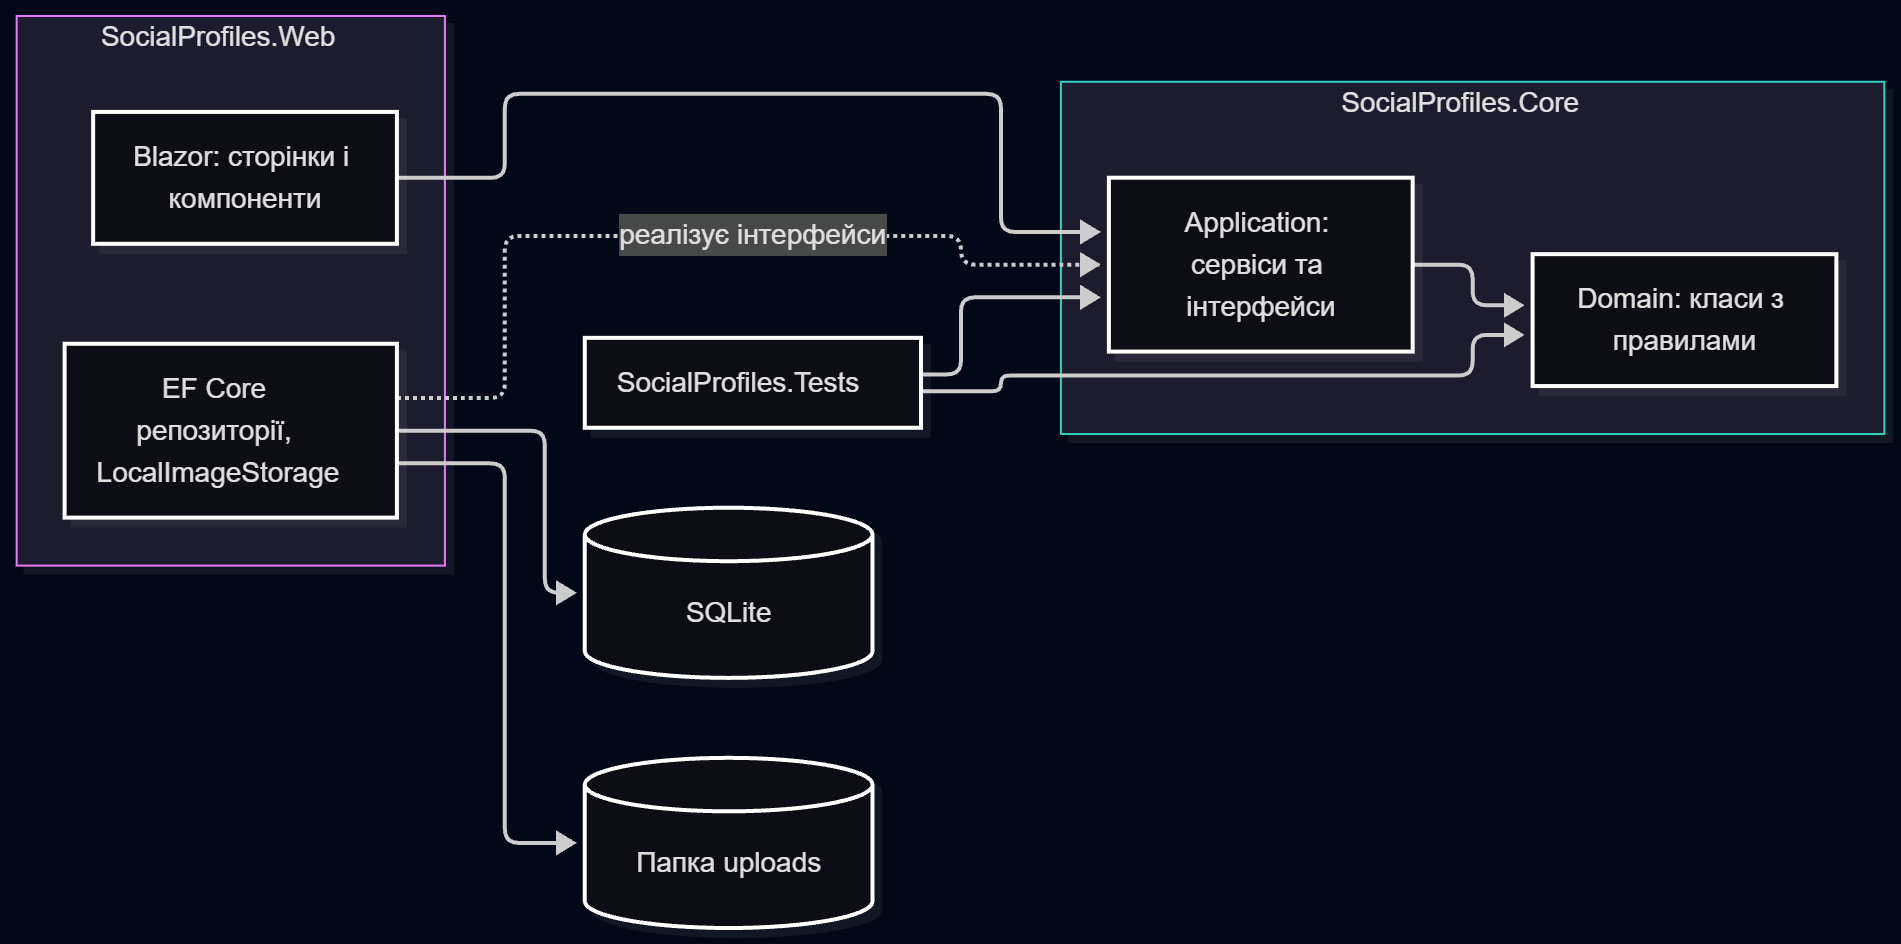 SocialProfiles.Web
Blazor: сторінки і
компоненти
EF Core
репозиторії,
LocalImageStorage
реалізує інтерфейси
SocialProfiles.Tests
SQLite
Папка uploads
SocialProfiles.Core
Application:
сервіси та
інтерфейси
Domain: класи з
правилами